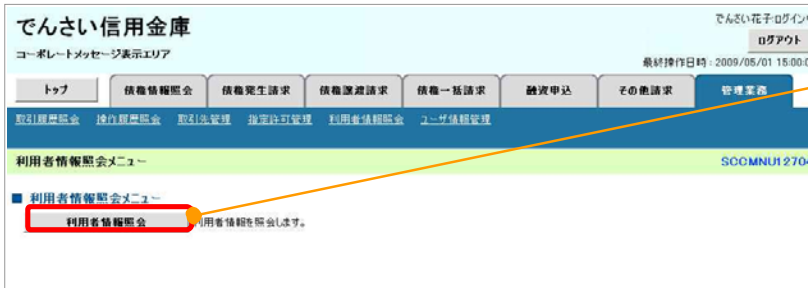 でんさい信用金庫
でんさい花子:ログイン中
コーポレートメッセージ表示エリア
ログアウト
最終操作日時:2009/05/01 15:00:0
トップ 債権情報照会 債権発生請求 債権譲渡請求 債権一括請求 融資申込 その他請求 管理業務
取引履歴照会 操作履歴照会 取引先管理 指定許可管理 利用者情報照会 ユーザ情報管理
利用者情報照会メニュー SCCMNU1270
■ 利用者情報照会メニュー
利用者情報照会 利用者情報を照会します。